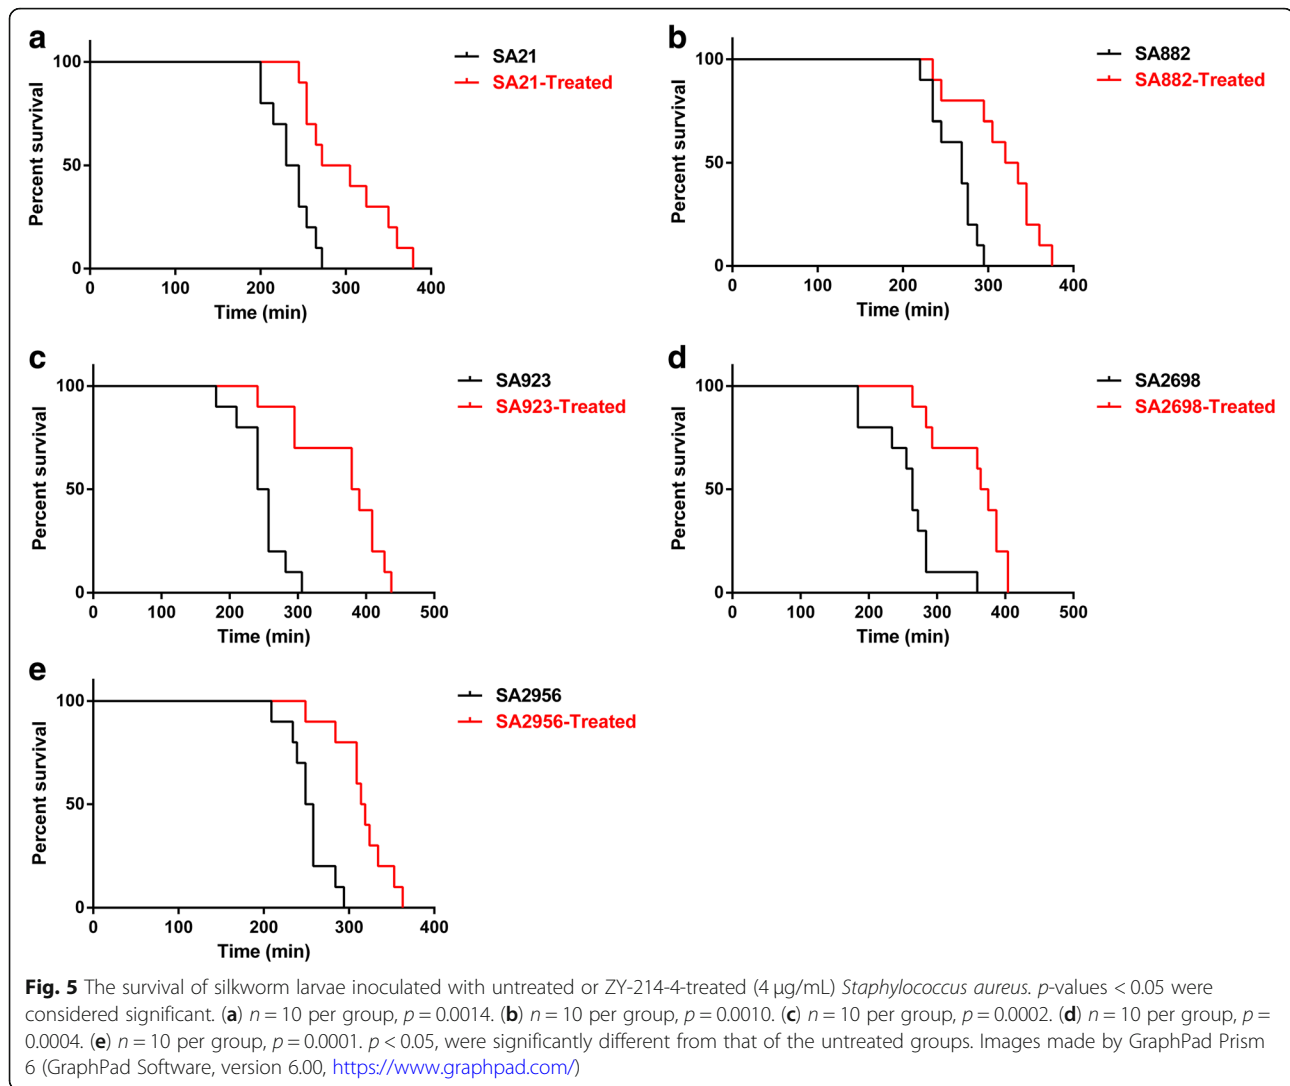 a
SA21
SA21-Treated
Percent survival
100
50
0
0 100 200 300 400
Time (min)
b
SA882
SA882-Treated
Percent survival
100
50
0
0 100 200 300 400
Time (min)
c
SA923
SA923-Treated
Percent survival
100
50
0
0 100 200 300 400 500
Time (min)
d
SA2698
SA2698-Treated
Percent survival
100
50
0
0 100 200 300 400 500
Time (min)
e
SA2956
SA2956-Treated
Percent survival
100
50
0
0 100 200 300 400
Time (min)
Fig. 5 The survival of silkworm larvae inoculated with untreated or ZY-214-4-treated (4 μg/mL) Staphylococcus aureus. p-values < 0.05 were
considered significant. (a) n = 10 per group, p = 0.0014. (b) n = 10 per group, p = 0.0010. (c) n = 10 per group, p = 0.0002. (d) n = 10 per group, p =
0.0004. (e) n = 10 per group, p = 0.0001. p < 0.05, were significantly different from that of the untreated groups. Images made by GraphPad Prism
6 (GraphPad Software, version 6.00, https://www.graphpad.com/)